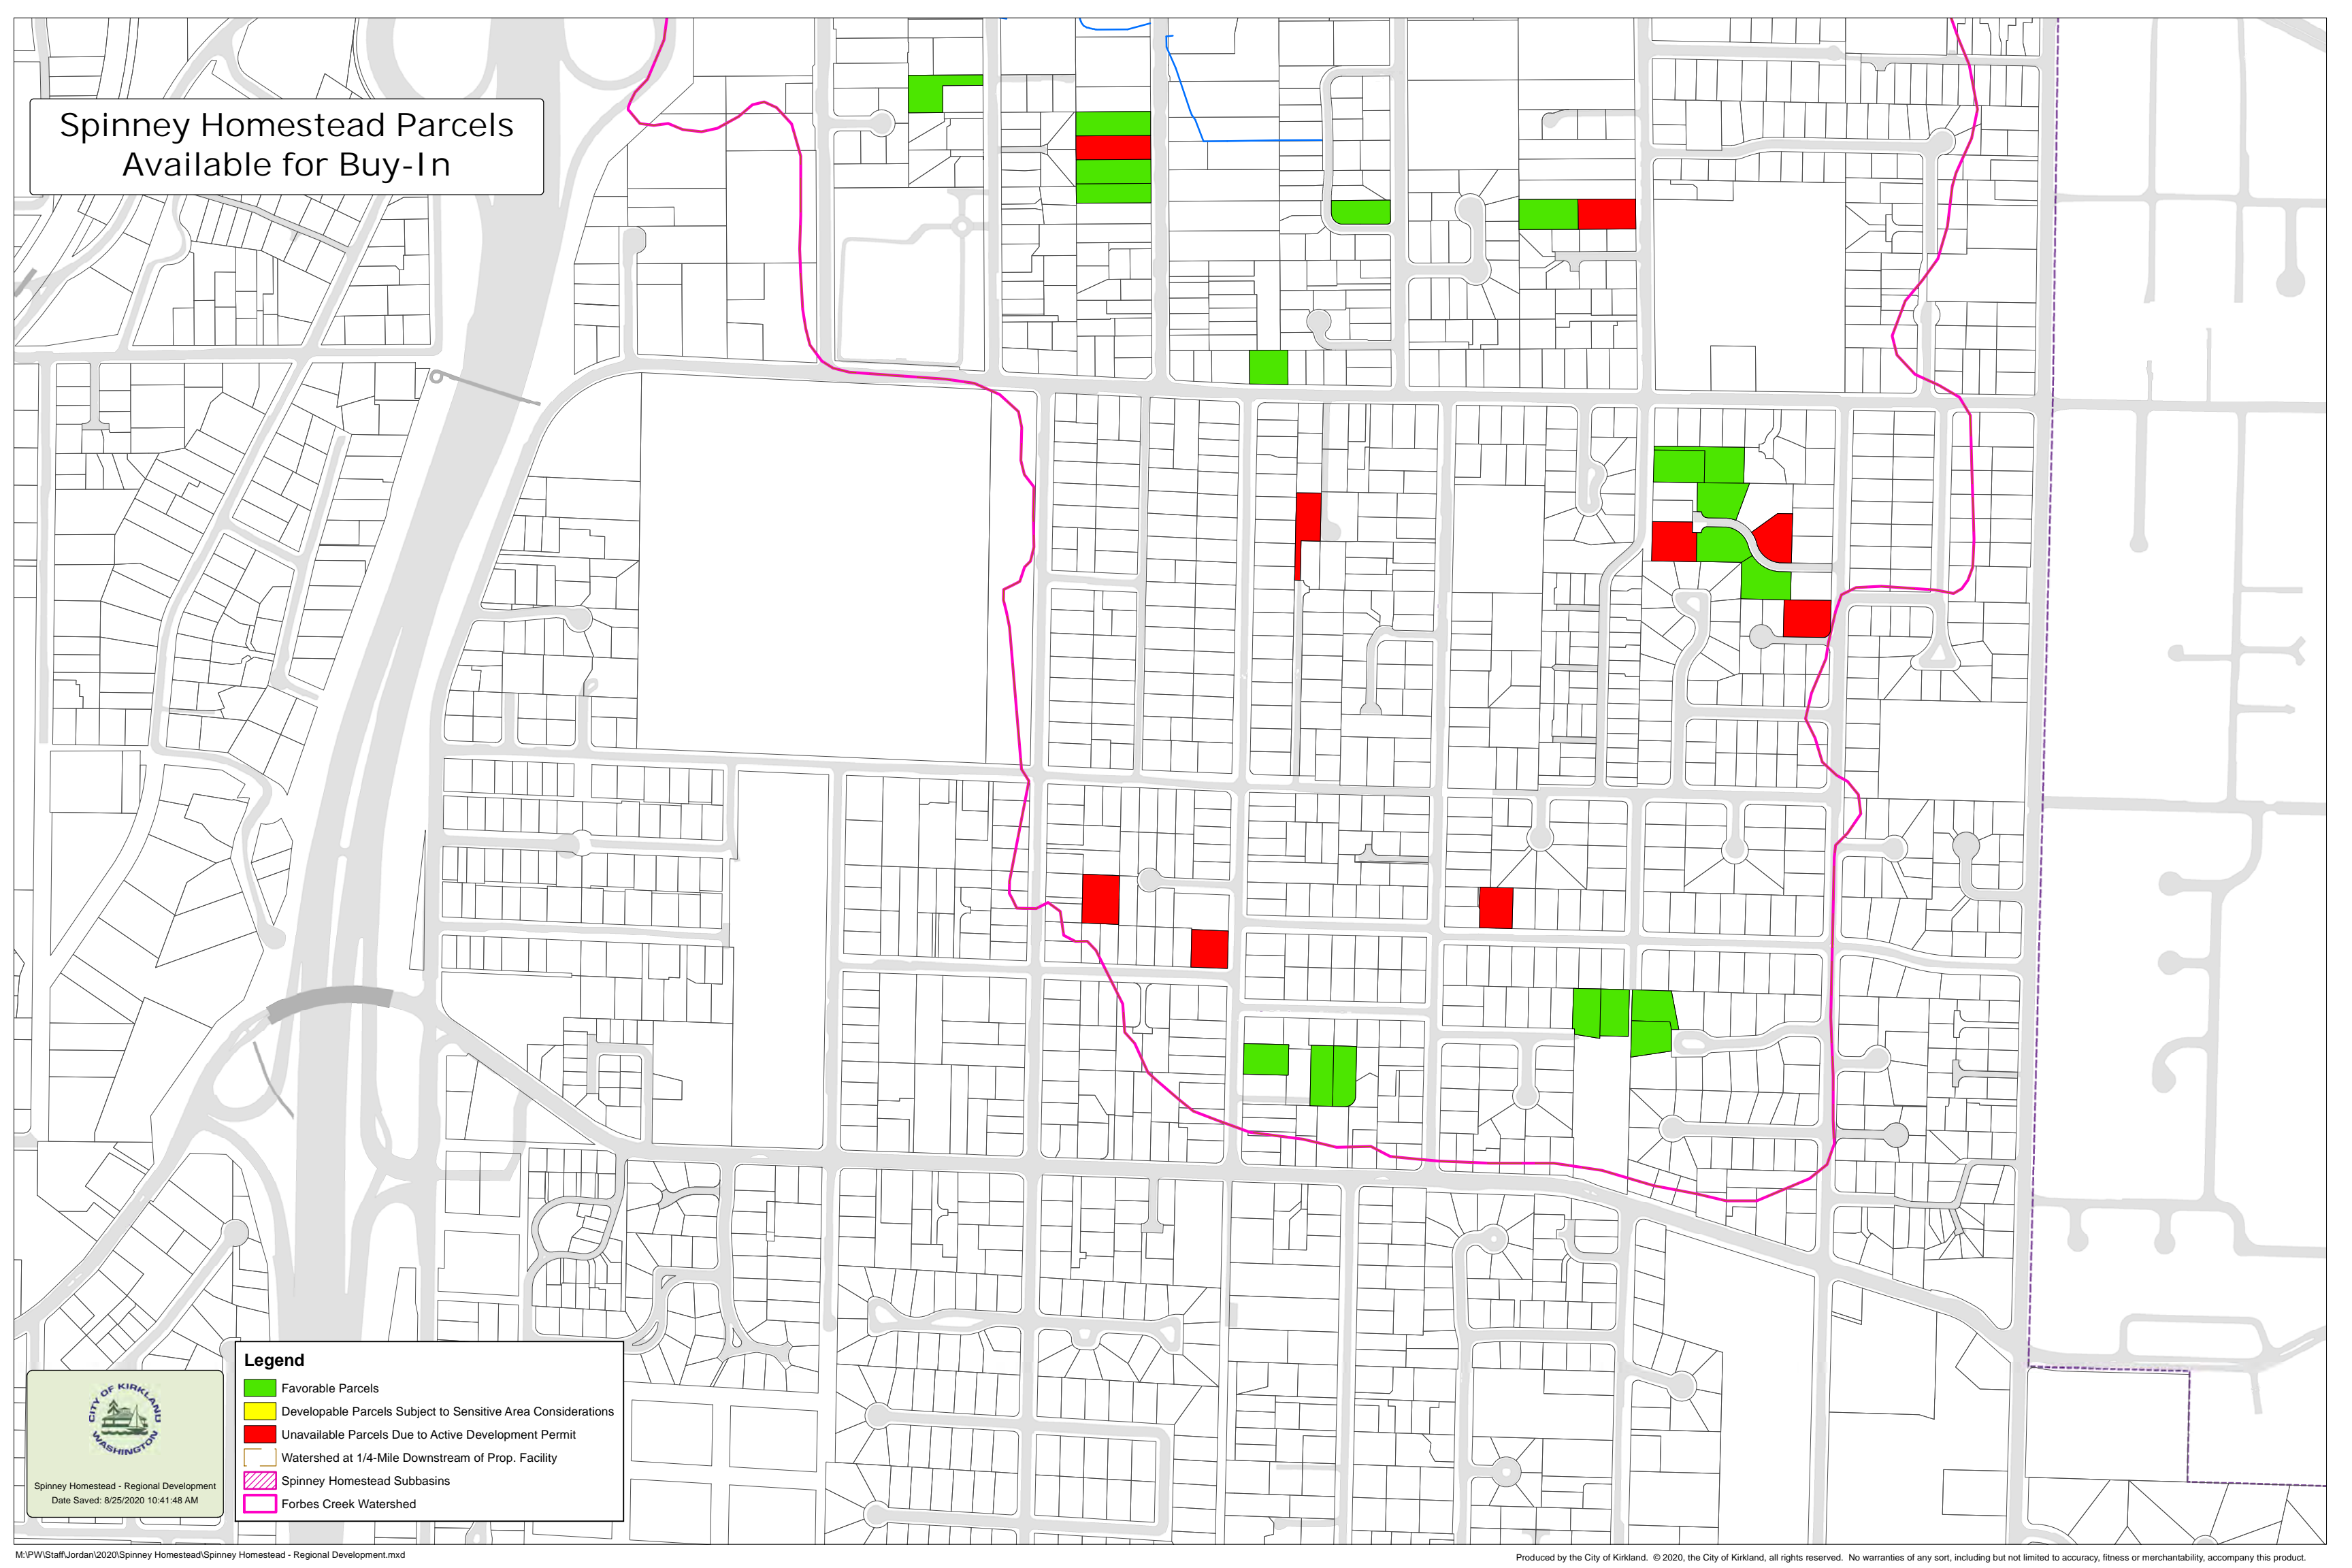 Spinney Homestead Parcels
Available for Buy-In
Legend
Favorable Parcels
Developable Parcels Subject to Sensitive Area Considerations
Unavailable Parcels Due to Active Development Permit
Watershed at 1/4-Mile Downstream of Prop. Facility
Spinney Homestead Subbasins
Forbes Creek Watershed
CITY OF KIRKLAND
WASHINGTON
Spinney Homestead - Regional Development
Date Saved: 8/25/2020 10:41:48 AM
M:\PW\Staff\Jordan\2020\Spinney Homestead\Spinney Homestead - Regional Development.mxd
Produced by the City of Kirkland. © 2020, the City of Kirkland, all rights reserved. No warranties of any sort, including but not limited to accuracy, fitness or merchantability, accompany this product.